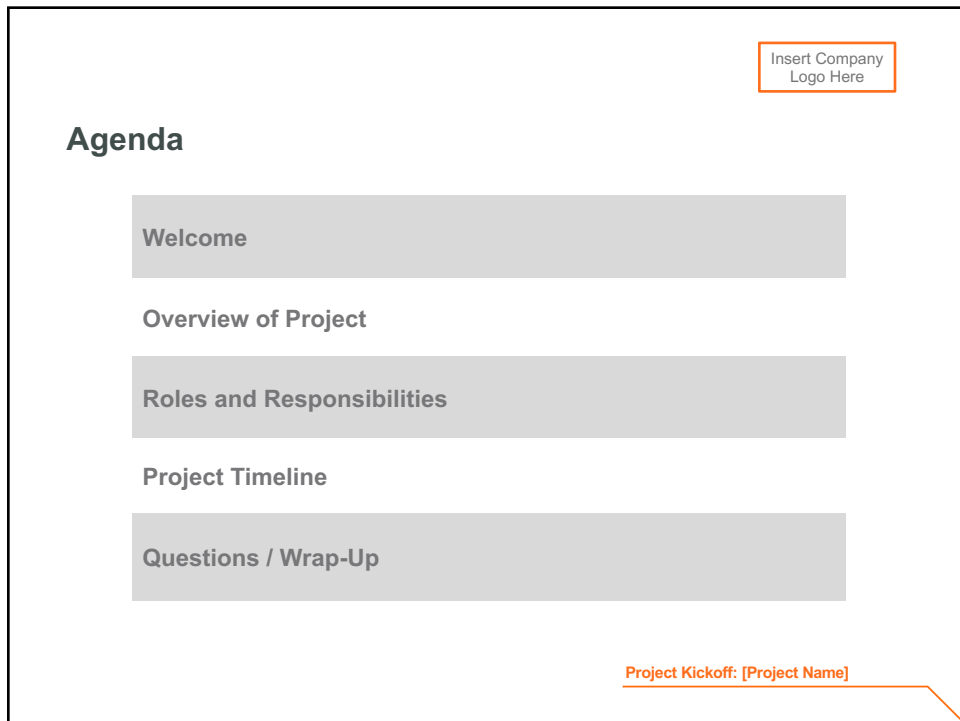 Insert Company
Logo Here
Agenda
Welcome
Overview of Project
Roles and Responsibilities
Project Timeline
Questions / Wrap-Up
Project Kickoff: [Project Name]